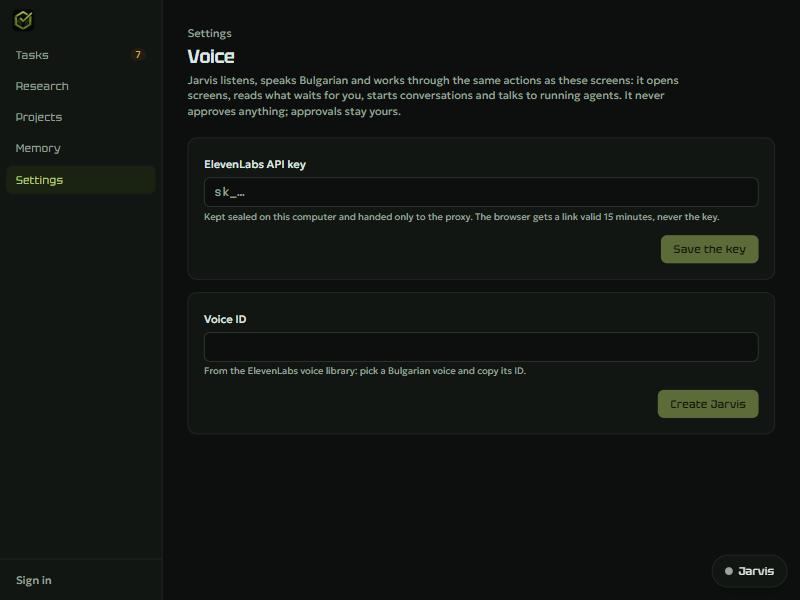 Tasks
7
Research
Projects
Memory
Settings
Sign in
Settings
Voice
Jarvis listens, speaks Bulgarian and works through the same actions as these screens: it opens
screens, reads what waits for you, starts conversations and talks to running agents. It never
approves anything; approvals stay yours.
ElevenLabs API key
sk_…
Kept sealed on this computer and handed only to the proxy. The browser gets a link valid 15 minutes, never the key.
Save the key
Voice ID
From the ElevenLabs voice library: pick a Bulgarian voice and copy its ID.
Create Jarvis
Jarvis